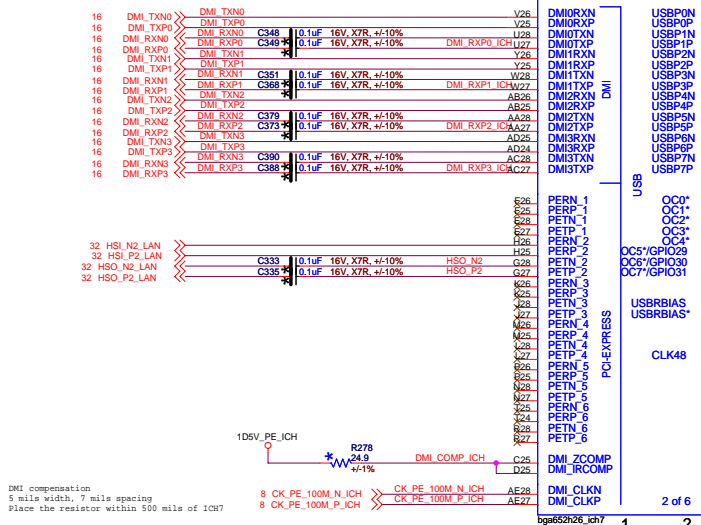 16 DMI_TXN0 DMI_TXN0 V26 DMI0RXN USBP0N
16 DMI_TXP0 DMI_TXP0 V25 DMI0RXP USBP0P
16 DMI_RXN0 DMI_RXN0 C348 0.1uF 16V, X7R, +/-10% U28 DMI0TXN USBP1N
16 DMI_RXP0 DMI_RXP0 C349 0.1uF 16V, X7R, +/-10% DMI_RXP0_ICH U27 DMI0TXP USBP1P
16 DMI_TXN1 DMI_TXN1 Y26 DMI1RXN USBP2N
16 DMI_TXP1 DMI_TXP1 Y25 DMI1RXP USBP2P
16 DMI_RXN1 DMI_RXN1 C351 0.1uF 16V, X7R, +/-10% W28 DMI1TXN USBP3N
16 DMI_RXP1 DMI_RXP1 C368 0.1uF 16V, X7R, +/-10% DMI_RXP1_ICH W27 DMI1TXP USBP3P
16 DMI_TXN2 DMI_TXN2 AB26 DMI2RXN USBP4N
16 DMI_TXP2 DMI_TXP2 AB25 DMI2RXP USBP4P
16 DMI_RXN2 DMI_RXN2 C379 0.1uF 16V, X7R, +/-10% AA28 DMI2TXN USBP5N
16 DMI_RXP2 DMI_RXP2 C373 0.1uF 16V, X7R, +/-10% DMI_RXP2_ICH AA27 DMI2TXP USBP5P
16 DMI_TXN3 DMI_TXN3 AD25 DMI3RXN USBP6N
16 DMI_TXP3 DMI_TXP3 AD24 DMI3RXP USBP6P
16 DMI_RXN3 DMI_RXN3 C390 0.1uF 16V, X7R, +/-10% AC28 DMI3TXN USBP7N
16 DMI_RXP3 DMI_RXP3 C388 0.1uF 16V, X7R, +/-10% DMI_RXP3_ICH AC27 DMI3TXP USBP7P
DMI
USB
F26 PERN_1 OC0*
E25 PERP_1 OC1*
E28 PETN_1 OC2*
E27 PETP_1 OC3*
32 HSI_N2_LAN H26 PERN_2 OC4*
32 HSI_P2_LAN H25 PERP_2 OC5*/GPIO29
32 HSO_N2_LAN C333 0.1uF 16V, X7R, +/-10% HSO_N2 G28 PETN_2 OC6*/GPIO30
32 HSO_P2_LAN C335 0.1uF 16V, X7R, +/-10% HSO_P2 G27 PETP_2 OC7*/GPIO31
K26 PERN_3
K25 PERP_3
J28 PETN_3 USBRBIAS
J27 PETP_3 USBRBIAS*
M26 PERN_4
M25 PERP_4
L28 PETN_4
L27 PETP_4 CLK48
P26 PERN_5
P25 PERP_5
N28 PETN_5
N27 PETP_5
T25 PERN_6
T24 PERP_6
R28 PETN_6
R27 PETP_6
PCI-EXPRESS
1D5V_PE_ICH
R278
24.9 DMI_COMP_ICH C25 DMI_ZCOMP
+/-1% D25 DMI_IRCOMP
DMI compensation
5 mils width, 7 mils spacing
Place the resistor within 500 mils of ICH7
8 CK_PE_100M_N_ICH CK_PE_100M_N_ICH AE28 DMI_CLKN
8 CK_PE_100M_P_ICH CK_PE_100M_P_ICH AE27 DMI_CLKP 2 of 6
bga652h26_ich7